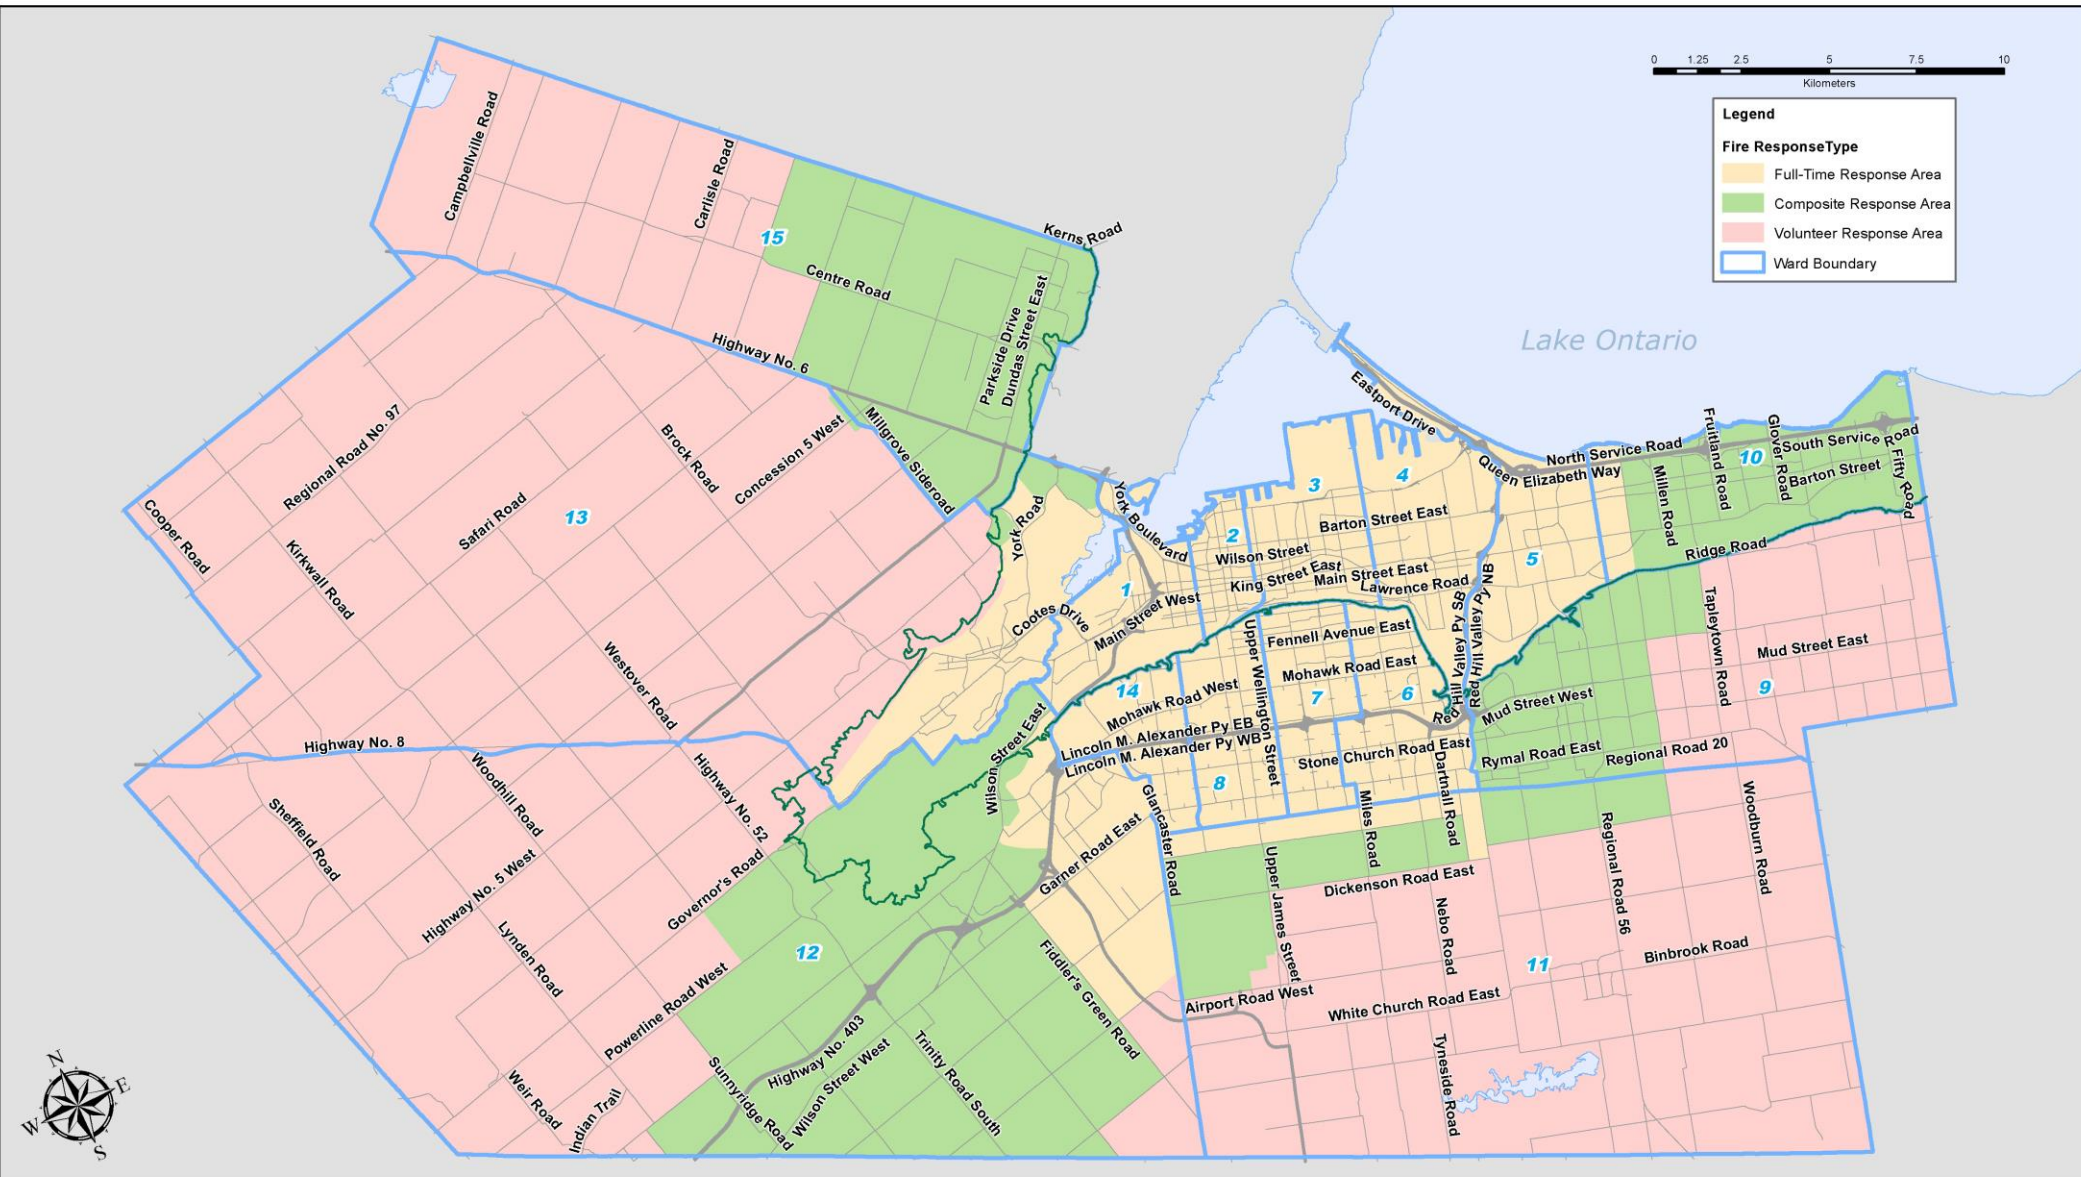 0 1.25 2.5 5 7.5 10
Kilometers
Legend
Fire ResponseType
Full-Time Response Area
Composite Response Area
Volunteer Response Area
Ward Boundary
Lake Ontario
Campbellville Road
Carlisle Road
15
Kerns Road
Centre Road
Parkside Drive
Dundas Street East
Highway No. 6
Millgrove Sideroad
Concession 5 West
Brock Road
Regional Road No. 97
Safari Road
13
Cooper Road
Kirkwall Road
Westover Road
Highway No. 8
Woodhill Road
Highway No. 52
Sheffield Road
Highway No. 5 West
Governor's Road
Lynden Road
Powerline Road West
Weir Road
Indian Trail
Sunnyridge Road
Highway No. 403
Wilson Street West
Trinity Road South
Fiddler's Green Road
12
Garner Road East
Wilson Street East
York Road
York Boulevard
Cootes Drive
Main Street West
1
2
3
4
5
Eastport Drive
Queen Elizabeth Way
North Service Road
South Service Road
Barton Street
10
Fruitland Road
Glover Road
Millen Road
Fifty Road
Ridge Road
Barton Street East
Wilson Street
King Street East
Main Street East
Lawrence Road
Fennell Avenue East
Mohawk Road East
Mohawk Road West
Upper Wellington Street
14
7
6
8
Red Hill Valley Py SB
Red Hill Valley Py NB
Lincoln M. Alexander Py EB
Lincoln M. Alexander Py WB
Stone Church Road East
Mud Street West
Mud Street East
Tapleytown Road
9
Rymal Road East
Regional Road 20
Dartnall Road
Miles Road
Glancaster Road
Upper James Street
Dickenson Road East
Nebo Road
Regional Road 56
Woodburn Road
Binbrook Road
11
Airport Road West
White Church Road East
Tyneside Road
N
E
S
W